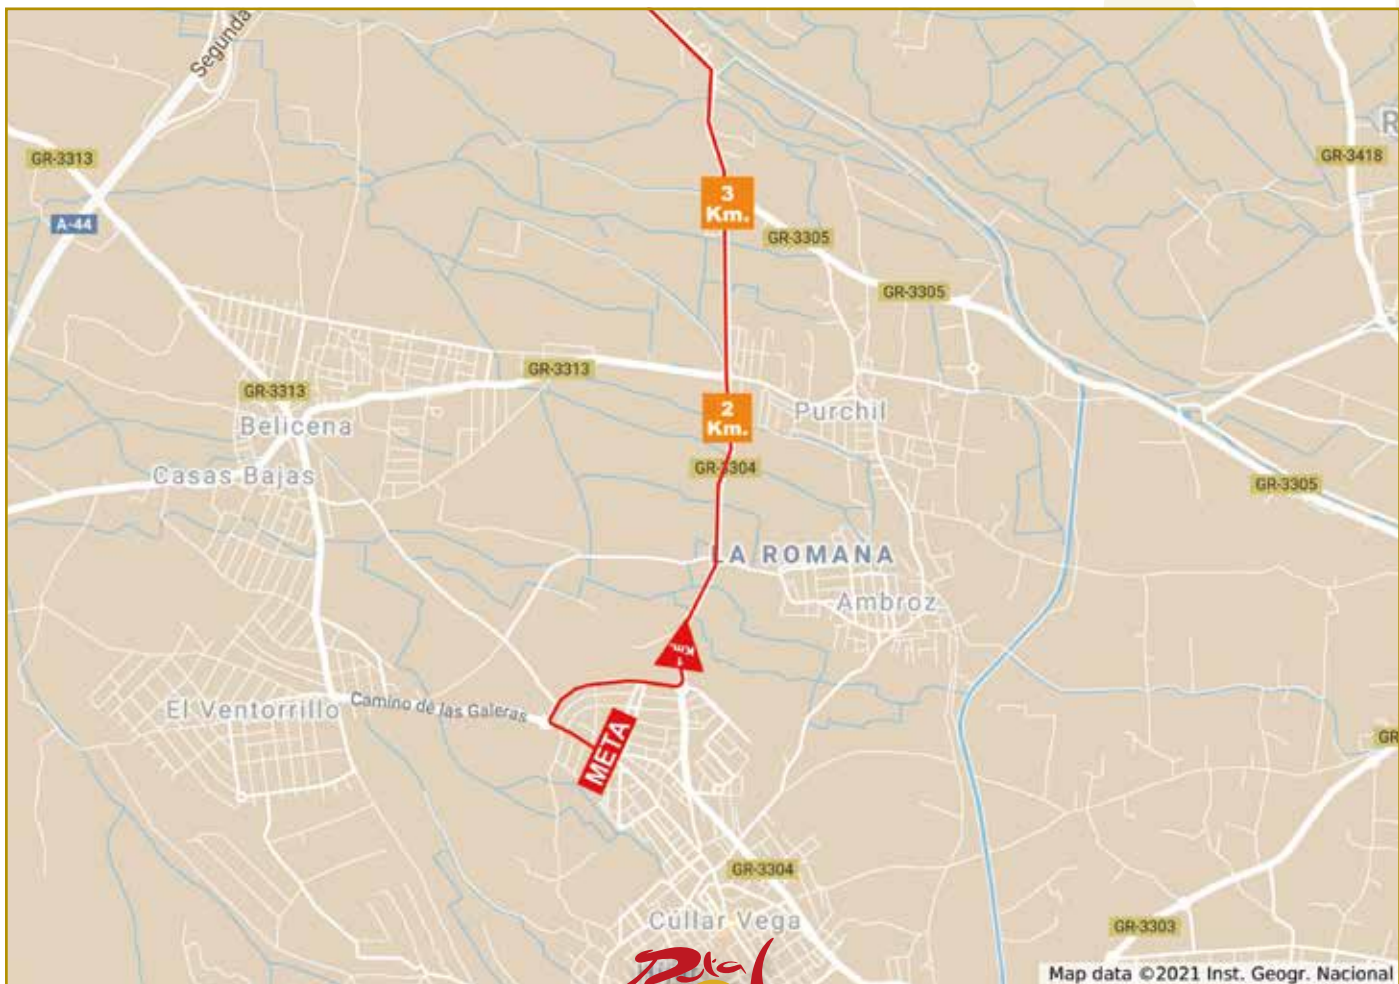 Segunda
GR-3313
GR-3418
A-44
3
Km.
GR-3305
GR-3305
GR-3313
GR-3313
2
Km.
Purchil
Belicena
GR-3304
Casas Bajas
GR-3305
LA ROMANA
Ambroz
1
Km.
El Ventorrillo
Camino de las Galeras
META
GR-3304
Cúllar Vega
GR-3303
Map data ©2021 Inst. Geogr. Nacional